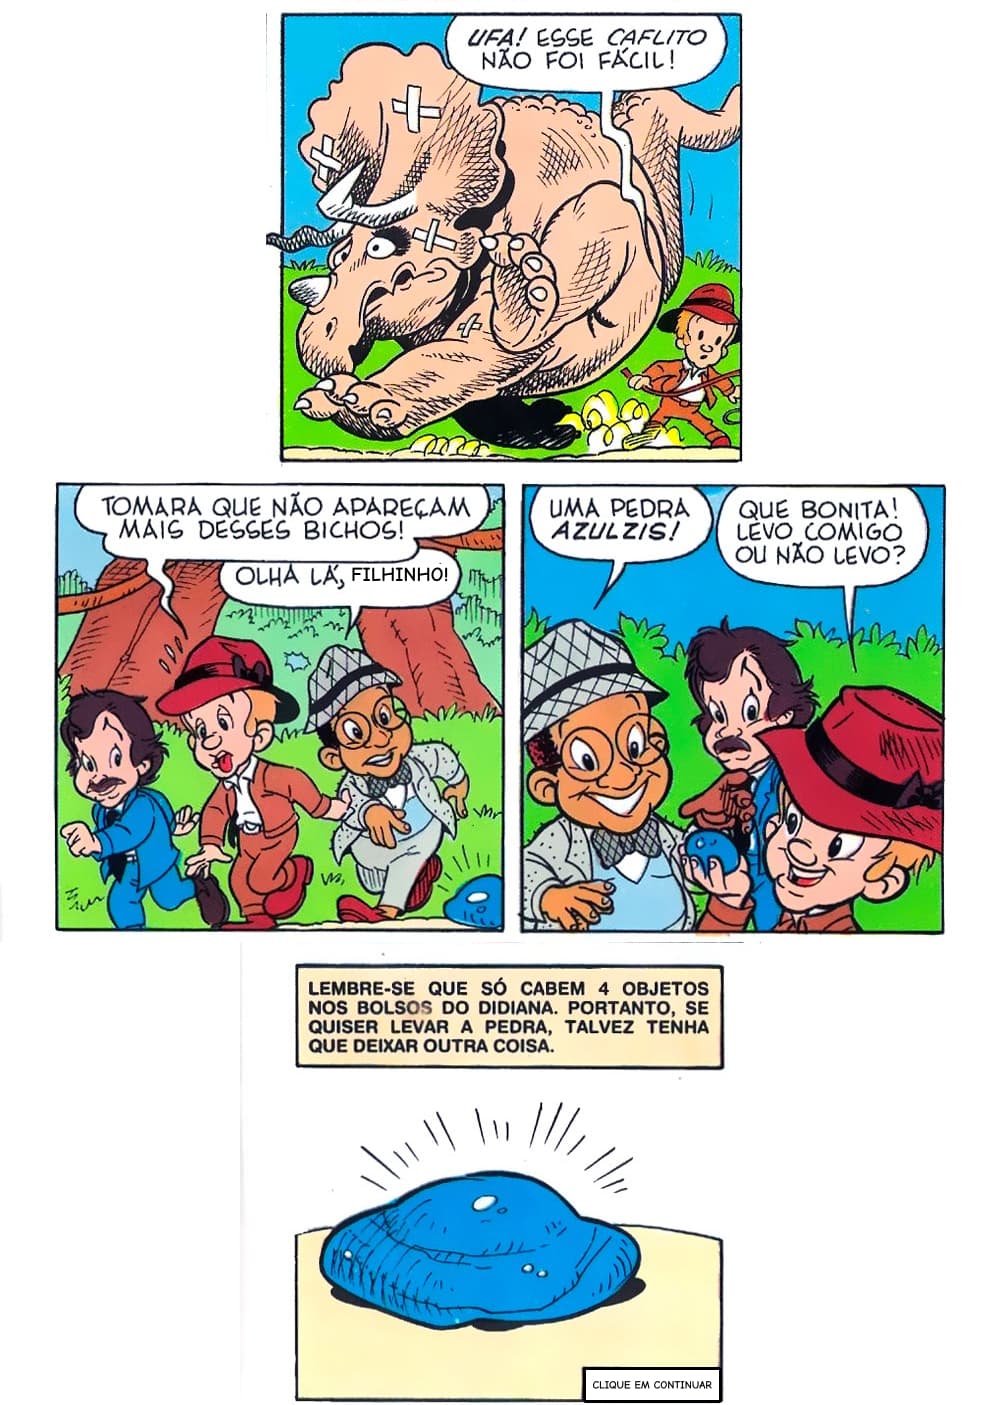 UFA! ESSE CAFLITO
NÃO FOI FÁCIL!
TOMARA QUE NÃO APAREÇAM
MAIS DESSES BICHOS!
OLHA LÁ, FILHINHO!
UMA PEDRA
AZULZIS!
QUE BONITA!
LEVO COMIGO
OU NÃO LEVO?
LEMBRE-SE QUE SÓ CABEM 4 OBJETOS
NOS BOLSOS DO DIDIANA. PORTANTO, SE
QUISER LEVAR A PEDRA, TALVEZ TENHA
QUE DEIXAR OUTRA COISA.
CLIQUE EM CONTINUAR